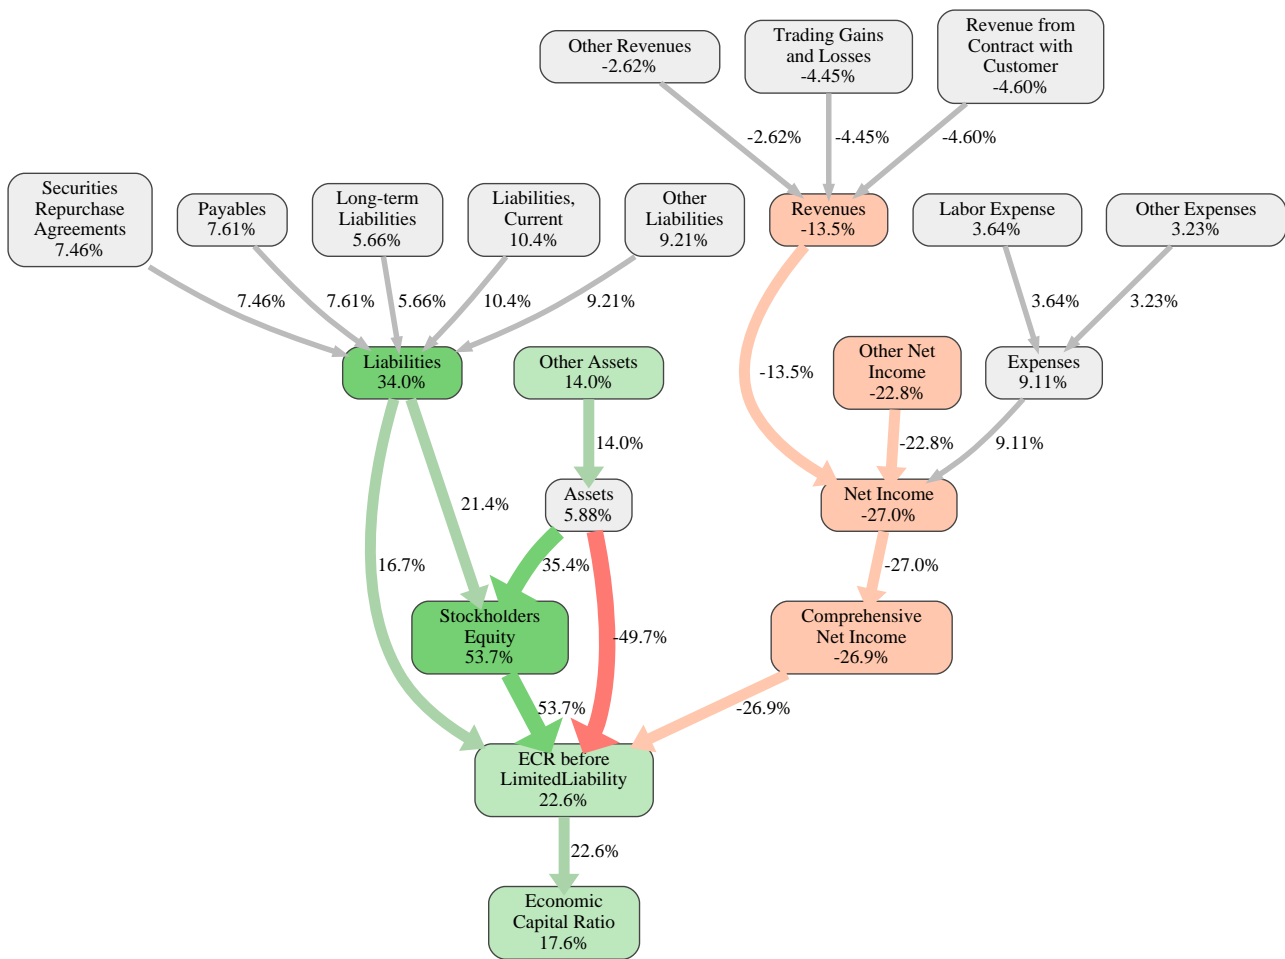 Other Revenues
-2.62%
Trading Gains
and Losses
-4.45%
Revenue from
Contract with
Customer
-4.60%
-2.62%
-4.45%
-4.60%
Securities
Repurchase
Agreements
7.46%
Payables
7.61%
Long-term
Liabilities
5.66%
Liabilities,
Current
10.4%
Other
Liabilities
9.21%
Revenues
-13.5%
Labor Expense
3.64%
Other Expenses
3.23%
7.46%
7.61%
5.66%
10.4%
9.21%
3.64%
3.23%
Liabilities
34.0%
Other Assets
14.0%
-13.5%
Other Net
Income
-22.8%
Expenses
9.11%
14.0%
-22.8%
9.11%
Assets
5.88%
Net Income
-27.0%
21.4%
16.7%
35.4%
-27.0%
Stockholders
Equity
53.7%
-49.7%
Comprehensive
Net Income
-26.9%
53.7%
-26.9%
ECR before
LimitedLiability
22.6%
22.6%
Economic
Capital Ratio
17.6%